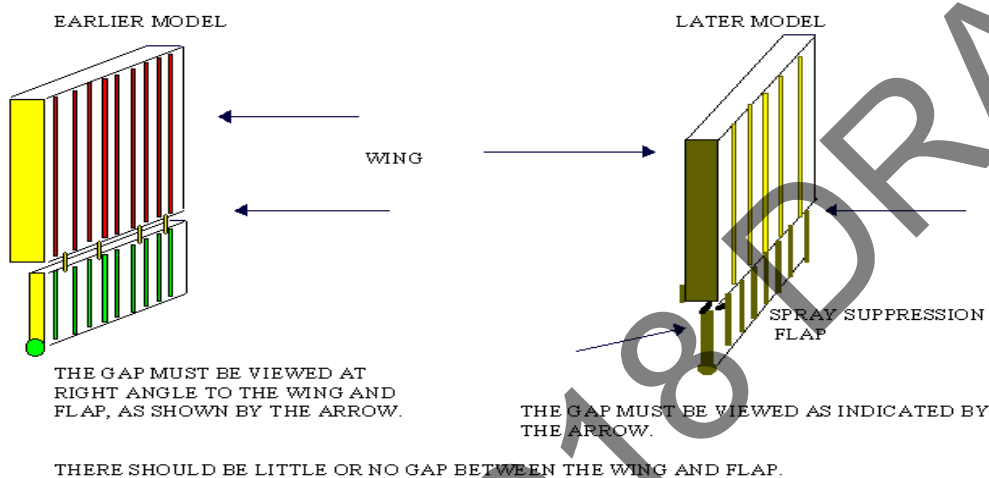 EARLIER MODEL
LATER MODEL
WING
SPRAY SUPPRESSION
FLAP
THE GAP MUST BE VIEWED AT
RIGHT ANGLE TO THE WING AND
FLAP, AS SHOWN BY THE ARROW.
THE GAP MUST BE VIEWED AS INDICATED BY
THE ARROW.
THERE SHOULD BE LITTLE OR NO GAP BETWEEN THE WING AND FLAP.
18 DRA